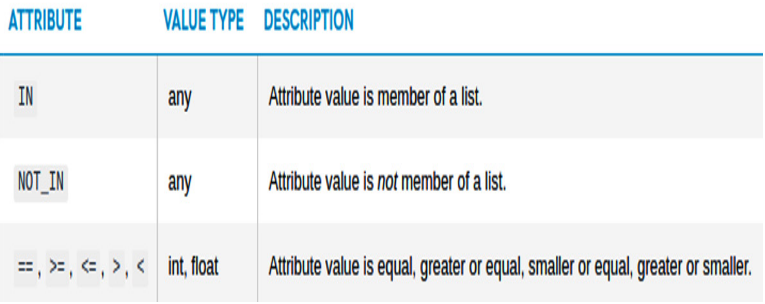 ATTRIBUTE VALUE TYPE DESCRIPTION
IN any Attribute value is member of a list.
NOT_IN any Attribute value is not member of a list.
==, >=, <=, >, < int, float Attribute value is equal, greater or equal, smaller or equal, greater or smaller.